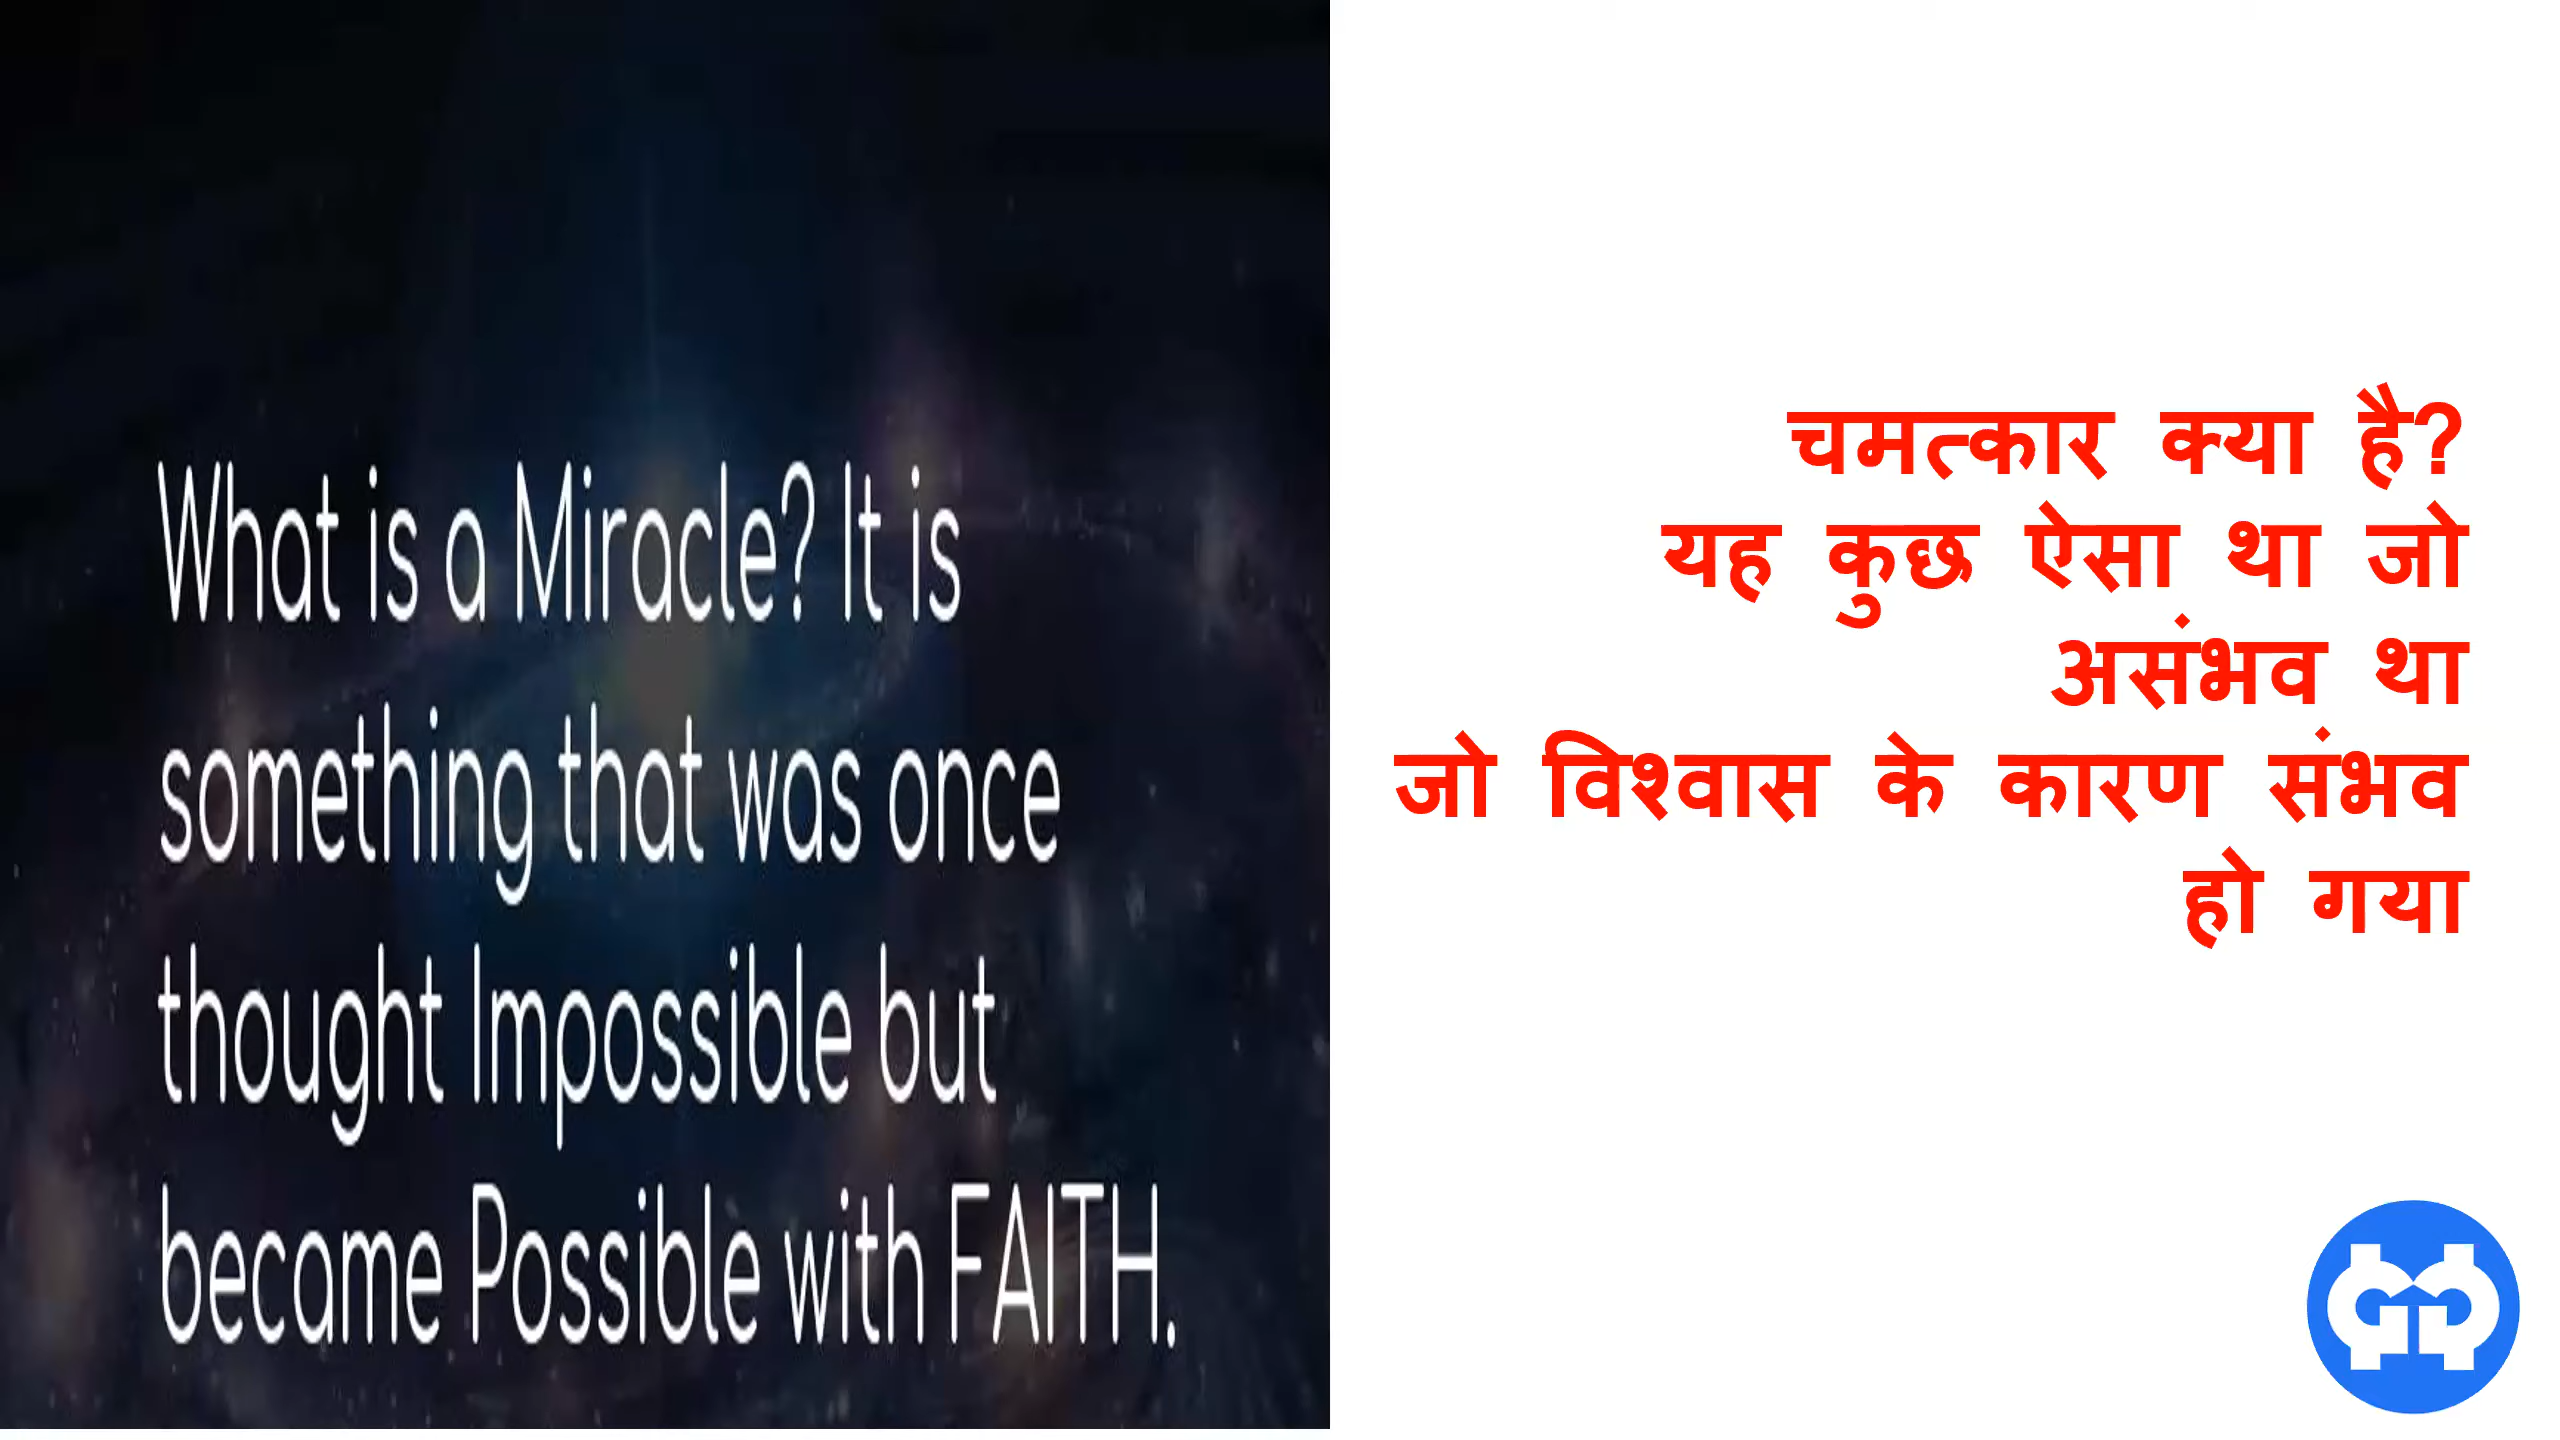 What is a Miracle? It is
something that was once
thought Impossible but
became Possible with FAITH.
चमत्कार क्या है?
यह कुछ ऐसा था जो
असंभव था
जो विश्वास के कारण संभव
हो गया